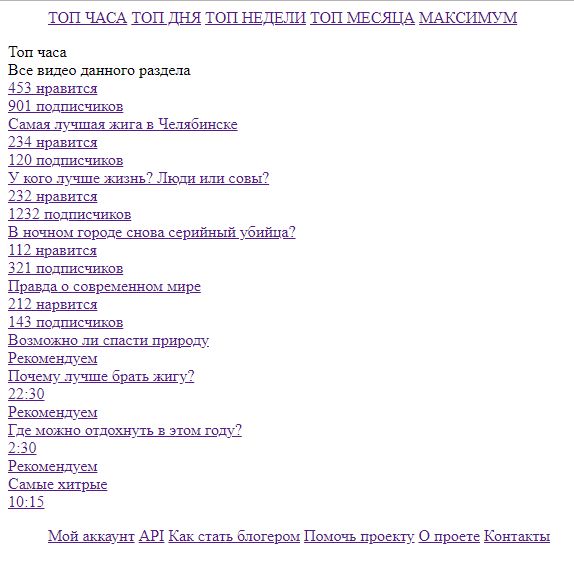 ТОП ЧАСА ТОП ДНЯ ТОП НЕДЕЛИ ТОП МЕСЯЦА МАКСИМУМ
Топ часа
Все видео данного раздела
453 нравится
901 подписчиков
Самая лучшая жига в Челябинске
234 нравится
120 подписчиков
У кого лучше жизнь? Люди или совы?
232 нравится
1232 подписчиков
В ночном городе снова серийный убийца?
112 нравится
321 подписчиков
Правда о современном мире
212 нарвится
143 подписчиков
Возможно ли спасти природу
Рекомендуем
Почему лучше брать жигу?
22:30
Рекомендуем
Где можно отдохнуть в этом году?
2:30
Рекомендуем
Самые хитрые
10:15
Мой аккаунт API Как стать блогером Помочь проекту О проете Контакты